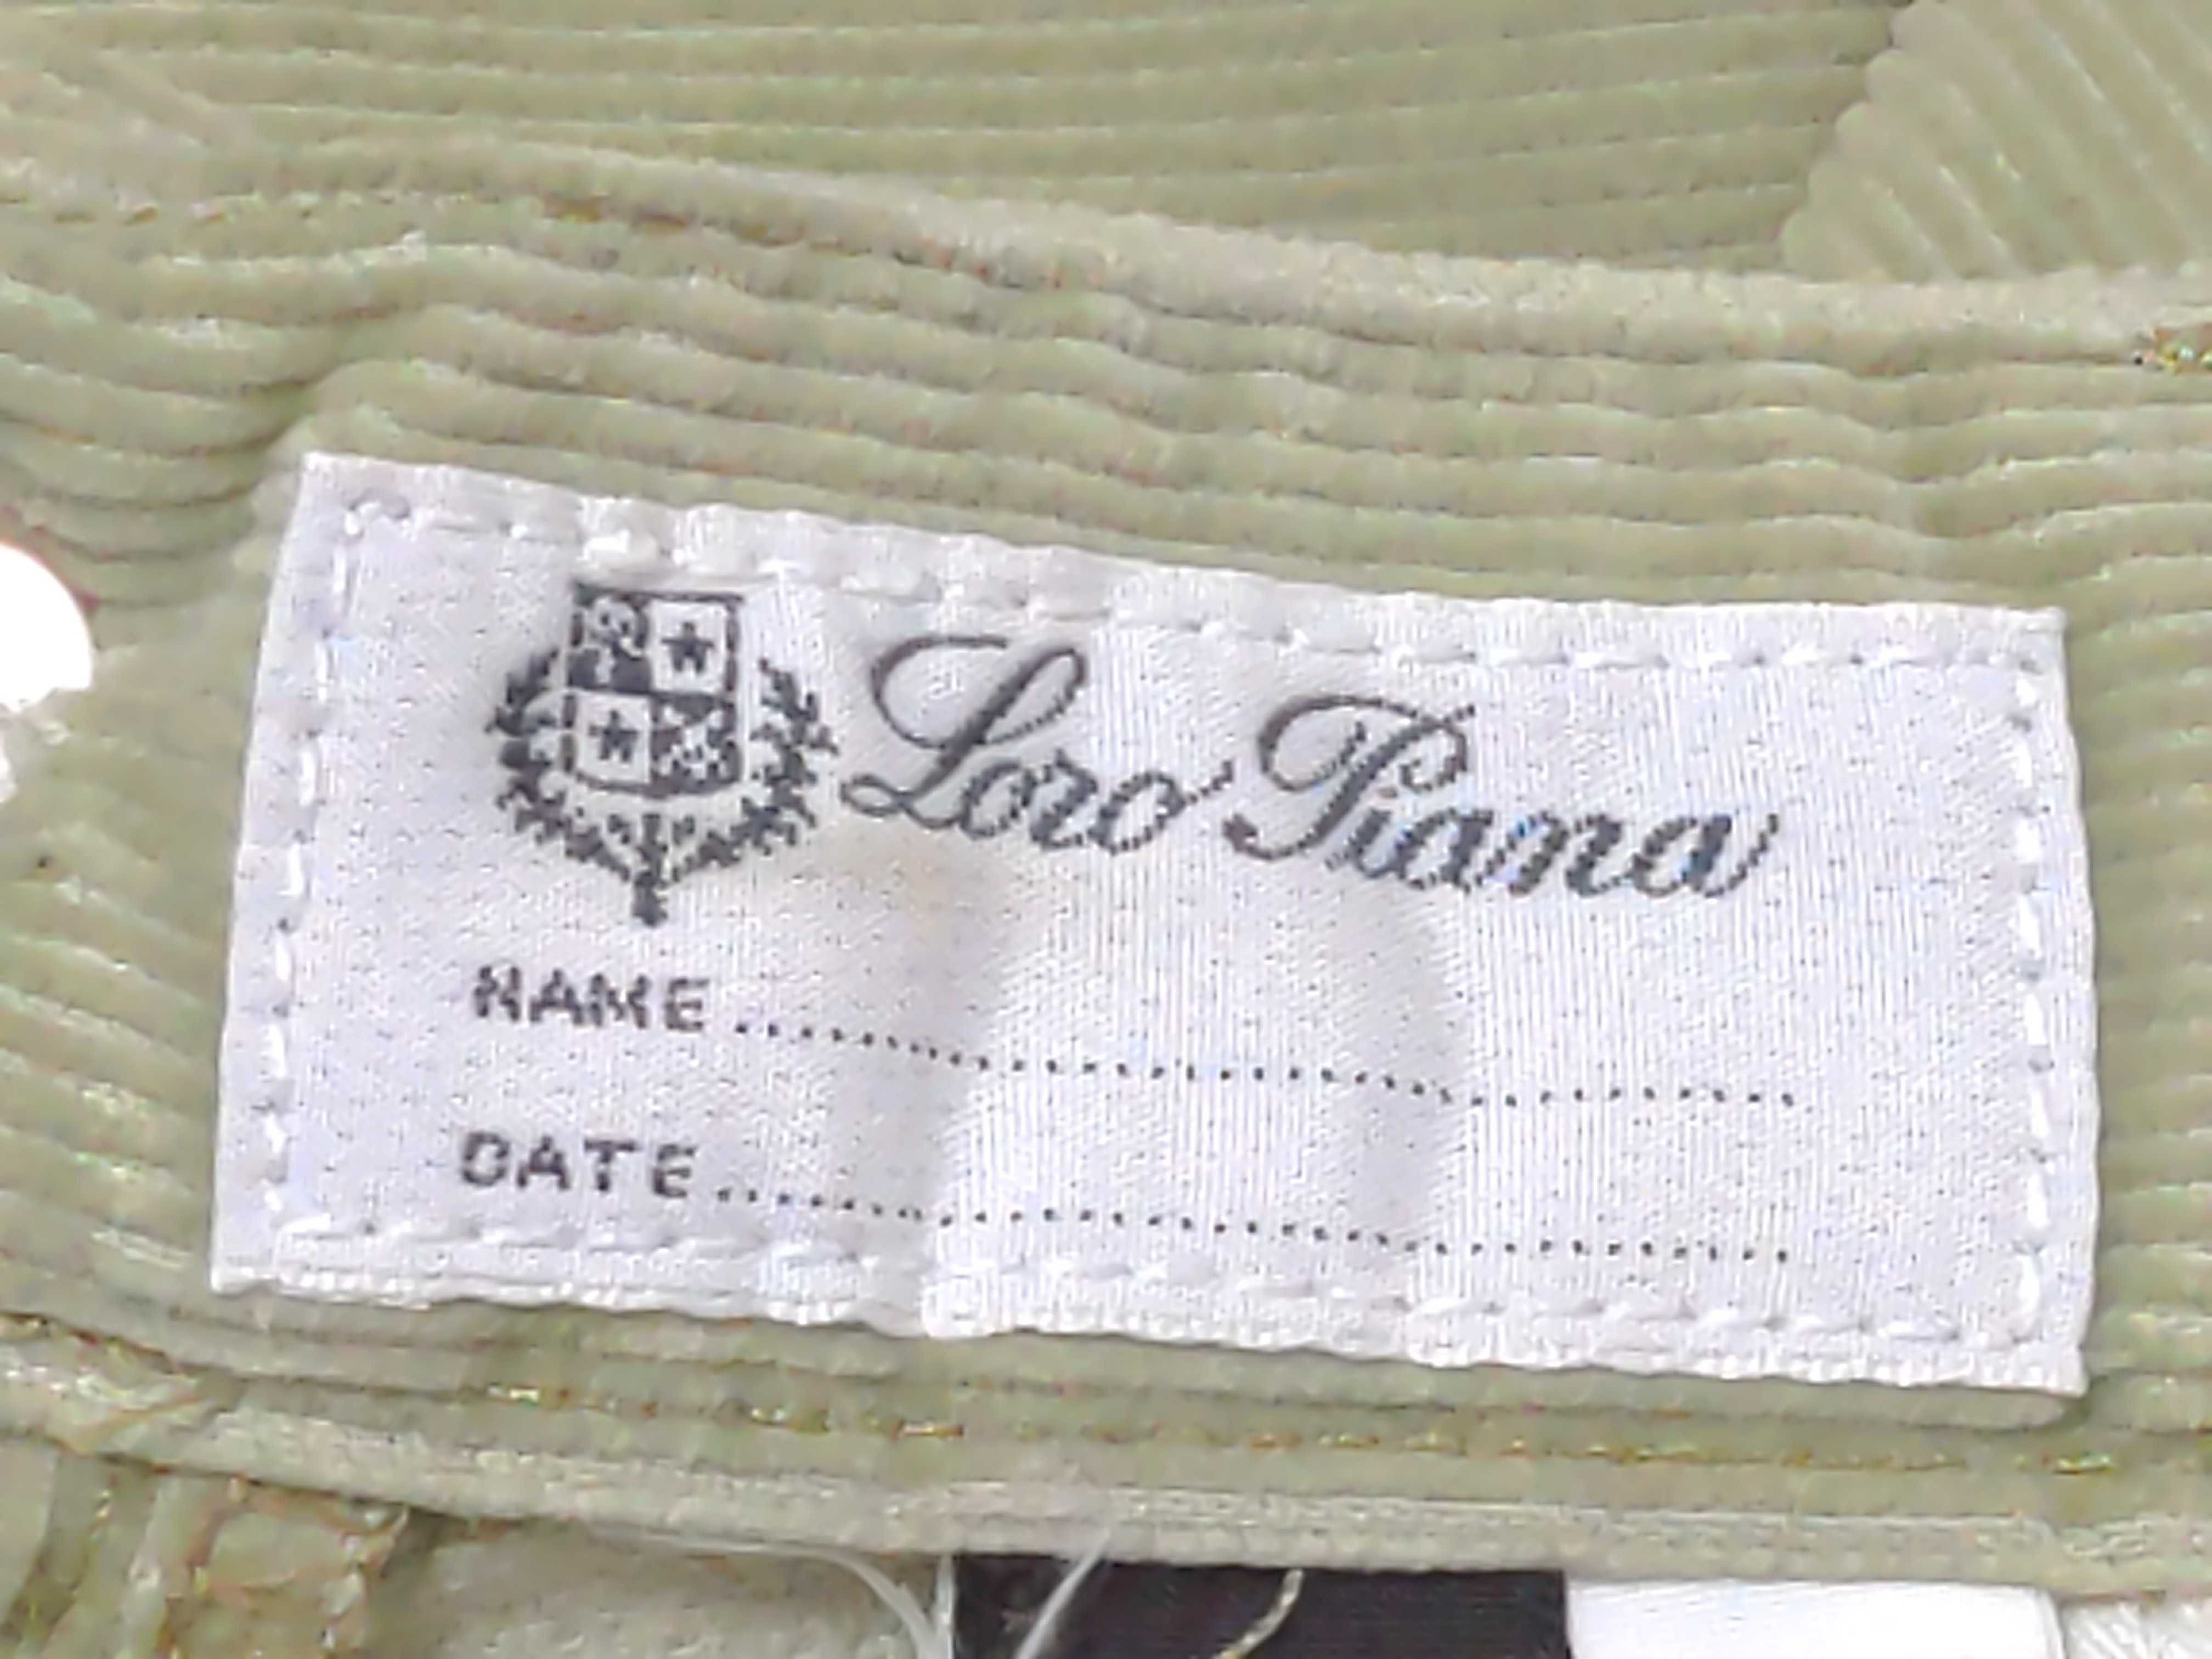 Loro Piana
NAME..........................................
DATE..........................................